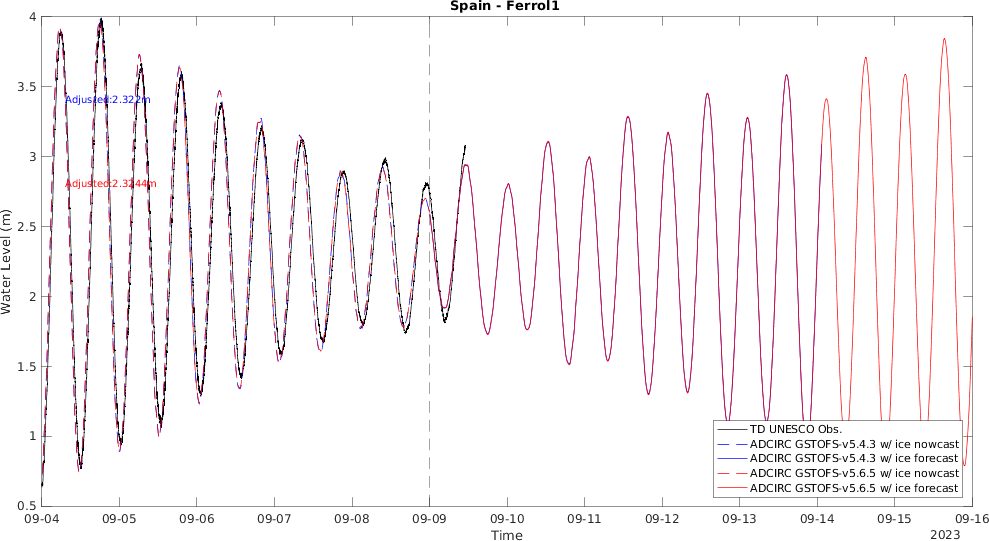 Spain - Ferrol1
4
3.5
3
2.5
2
1.5
1
0.5
Water Level (m)
Adjusted:2.322m
Adjusted:2.3244m
TD UNESCO Obs.
ADCIRC GSTOFS-v5.4.3 w/ ice nowcast
ADCIRC GSTOFS-v5.4.3 w/ ice forecast
ADCIRC GSTOFS-v5.6.5 w/ ice nowcast
ADCIRC GSTOFS-v5.6.5 w/ ice forecast
09-04 09-05 09-06 09-07 09-08 09-09 09-10 09-11 09-12 09-13 09-14 09-15 09-16
Time
2023